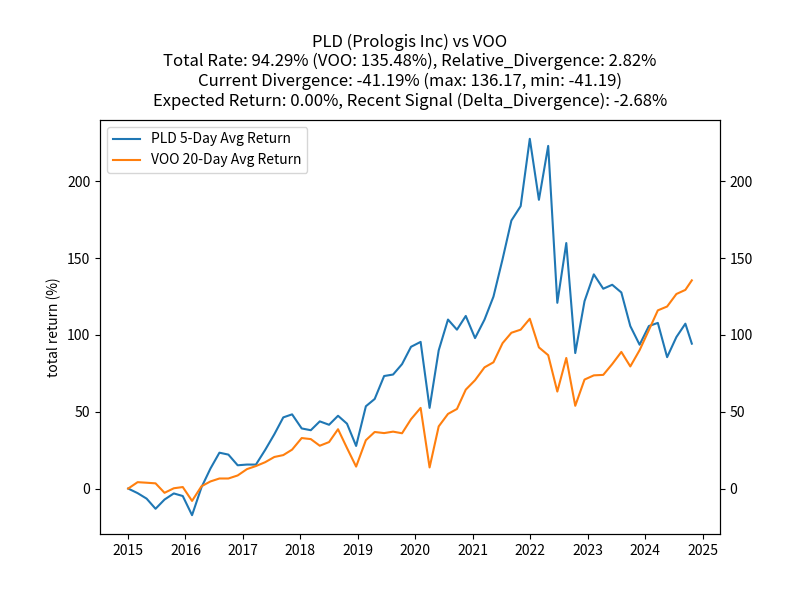 PLD (Prologis Inc) vs VOO
Total Rate: 94.29% (VOO: 135.48%), Relative_Divergence: 2.82%
Current Divergence: -41.19% (max: 136.17, min: -41.19)
Expected Return: 0.00%, Recent Signal (Delta_Divergence): -2.68%
PLD 5-Day Avg Return
VOO 20-Day Avg Return
total return (%)
200
150
100
50
0
200
150
100
50
0
2015 2016 2017 2018 2019 2020 2021 2022 2023 2024 2025